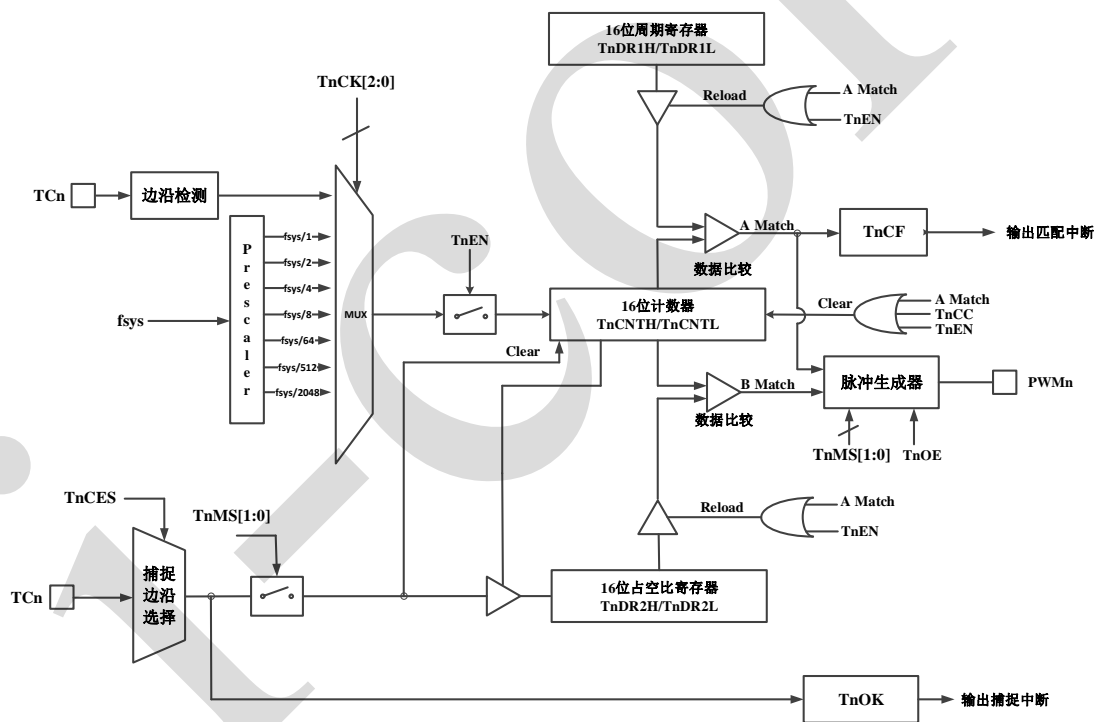 16位周期寄存器
TnDR1H/TnDR1L
TnCK[2:0]
Reload
A Match
TnEN
TCn
边沿检测
Prescaler
fsys/1
fsys/2
fsys/4
fsys/8
fsys/64
fsys/512
fsys/2048
fsys
MUX
TnEN
A Match
数据比较
TnCF
输出匹配中断
16位计数器
TnCNTH/TnCNTL
Clear
A Match
TnCC
TnEN
Clear
B Match
数据比较
脉冲生成器
PWMn
TnMS[1:0]
TnOE
TnCES
TnMS[1:0]
Reload
A Match
TnEN
TCn
捕捉
边沿
选择
16位占空比寄存器
TnDR2H/TnDR2L
TnOK
输出捕捉中断